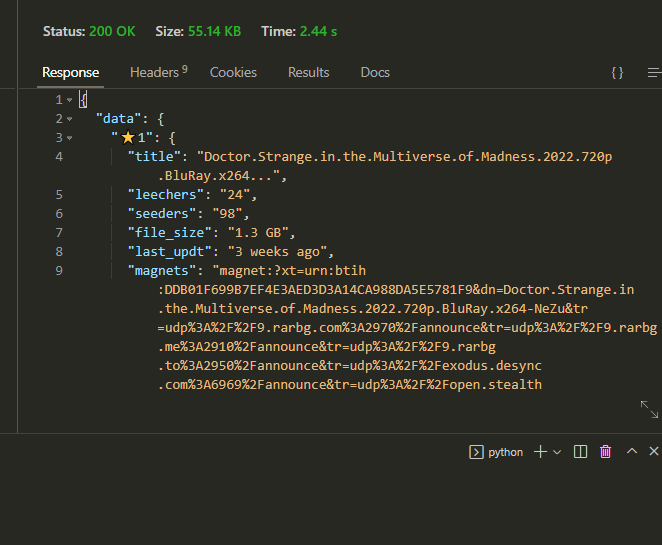 Status: 200 OK Size: 55.14 KB Time: 2.44 s
Response Headers 9 Cookies Results Docs {}
1 {
2 "data": {
3 "⭐1": {
4 "title": "Doctor.Strange.in.the.Multiverse.of.Madness.2022.720p
.BluRay.x264...",
5 "leechers": "24",
6 "seeders": "98",
7 "file_size": "1.3 GB",
8 "last_updt": "3 weeks ago",
9 "magnets": "magnet:?xt=urn:btih
:DDB01F699B7EF4E3AED3D3A14CA988DA5E5781F9&dn=Doctor.Strange.in
.the.Multiverse.of.Madness.2022.720p.BluRay.x264-NeZu&tr
=udp%3A%2F%2F9.rarbg.com%3A2970%2Fannounce&tr=udp%3A%2F%2F9.rarbg
.me%3A2910%2Fannounce&tr=udp%3A%2F%2F9.rarbg
.to%3A2950%2Fannounce&tr=udp%3A%2F%2Fexodus.desync
.com%3A6969%2Fannounce&tr=udp%3A%2F%2Fopen.stealth
python